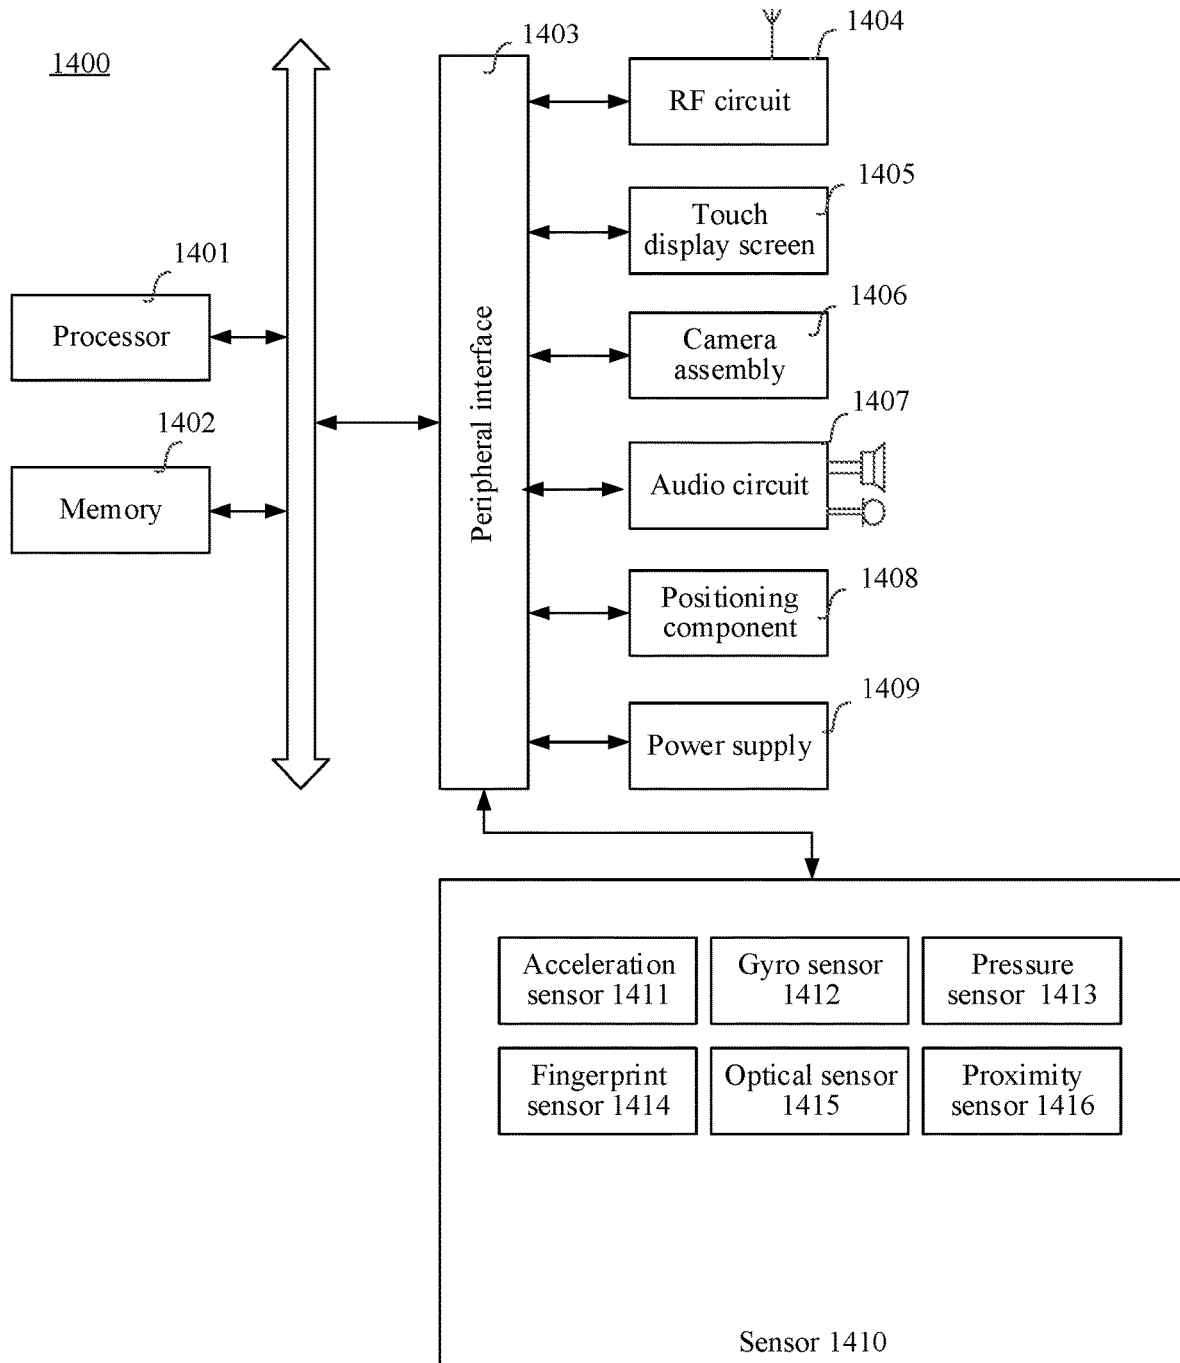 1400
1403
1404
RF circuit
1405
Touch
display screen
1401
Processor
1406
Camera
assembly
Peripheral interface
1402
Memory
1407
Audio circuit
1408
Positioning
component
1409
Power supply
Acceleration
sensor 1411
Gyro sensor
1412
Pressure
sensor 1413
Fingerprint
sensor 1414
Optical sensor
1415
Proximity
sensor 1416
Sensor 1410